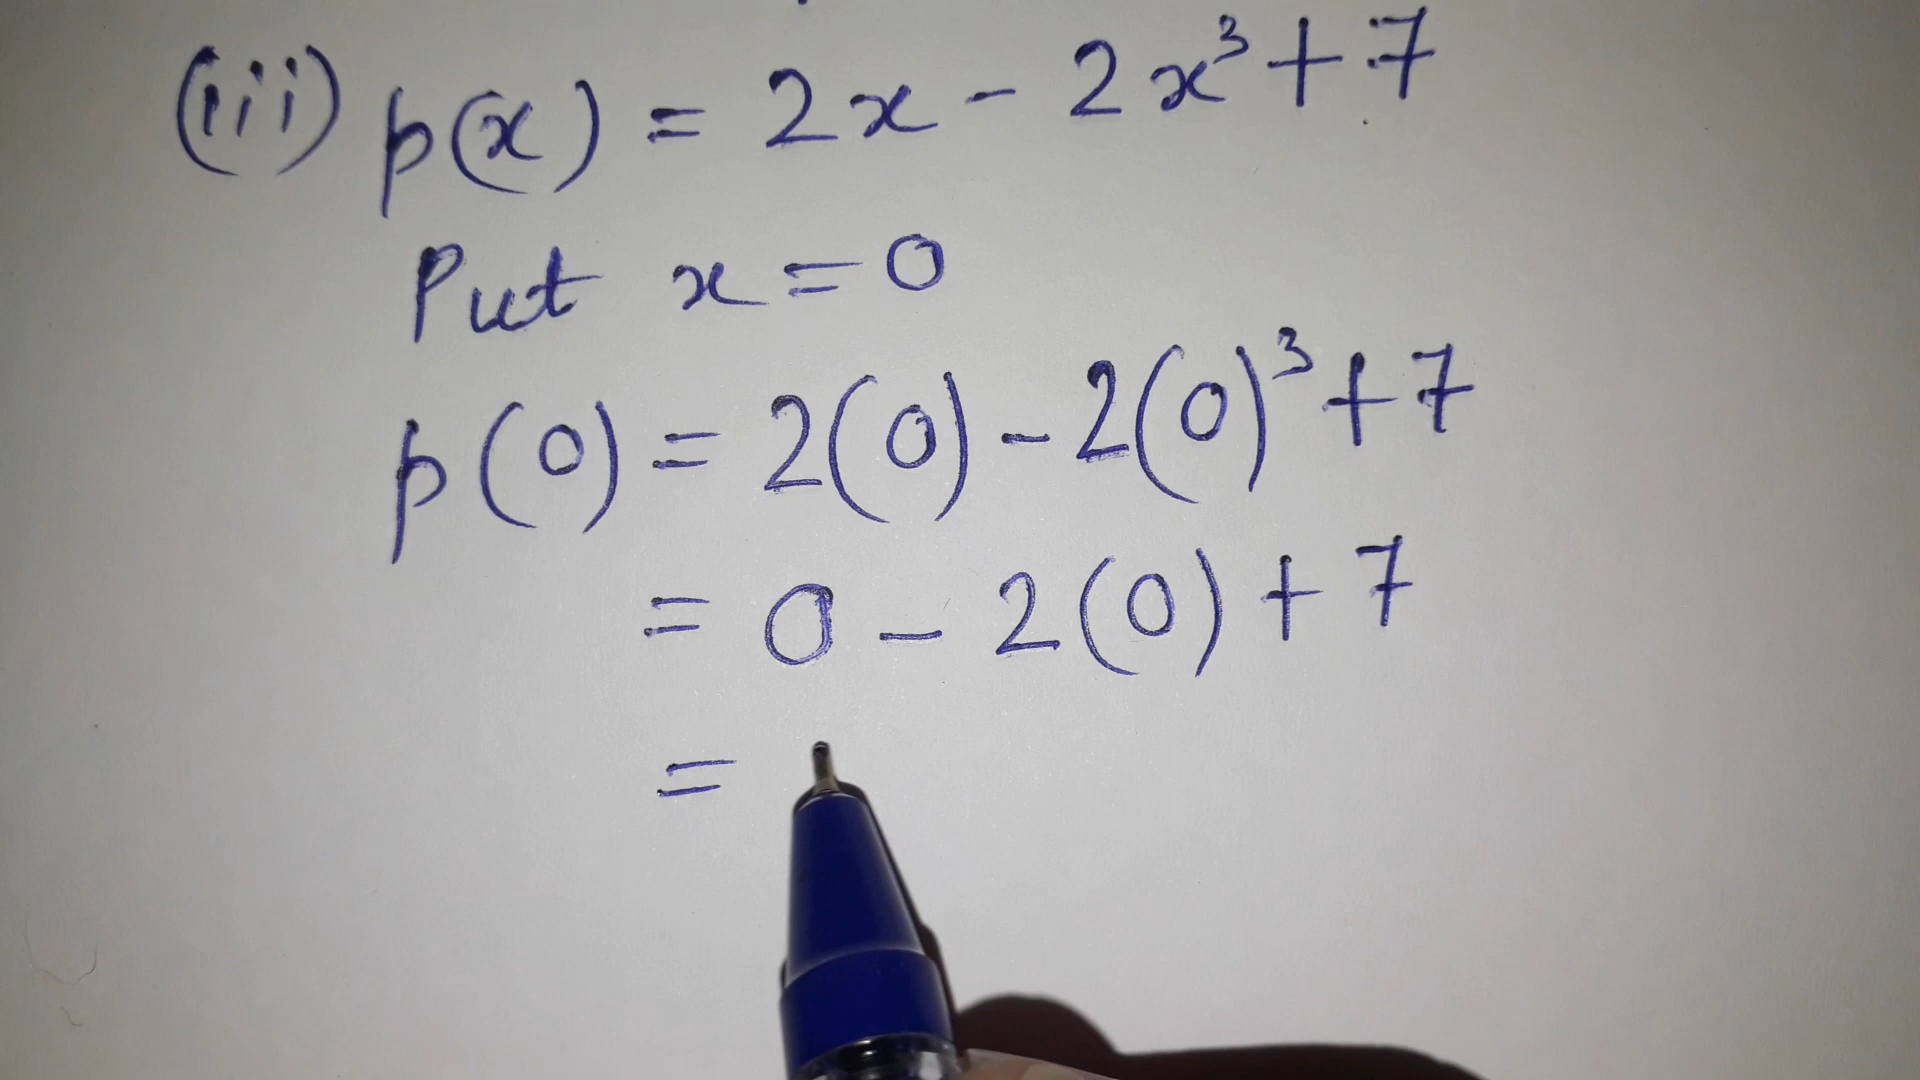 (iii) p(x) = 2x - 2x³ + 7
Put x = 0
p(0) = 2(0) - 2(0)³ + 7
= 0 - 2(0) + 7
=